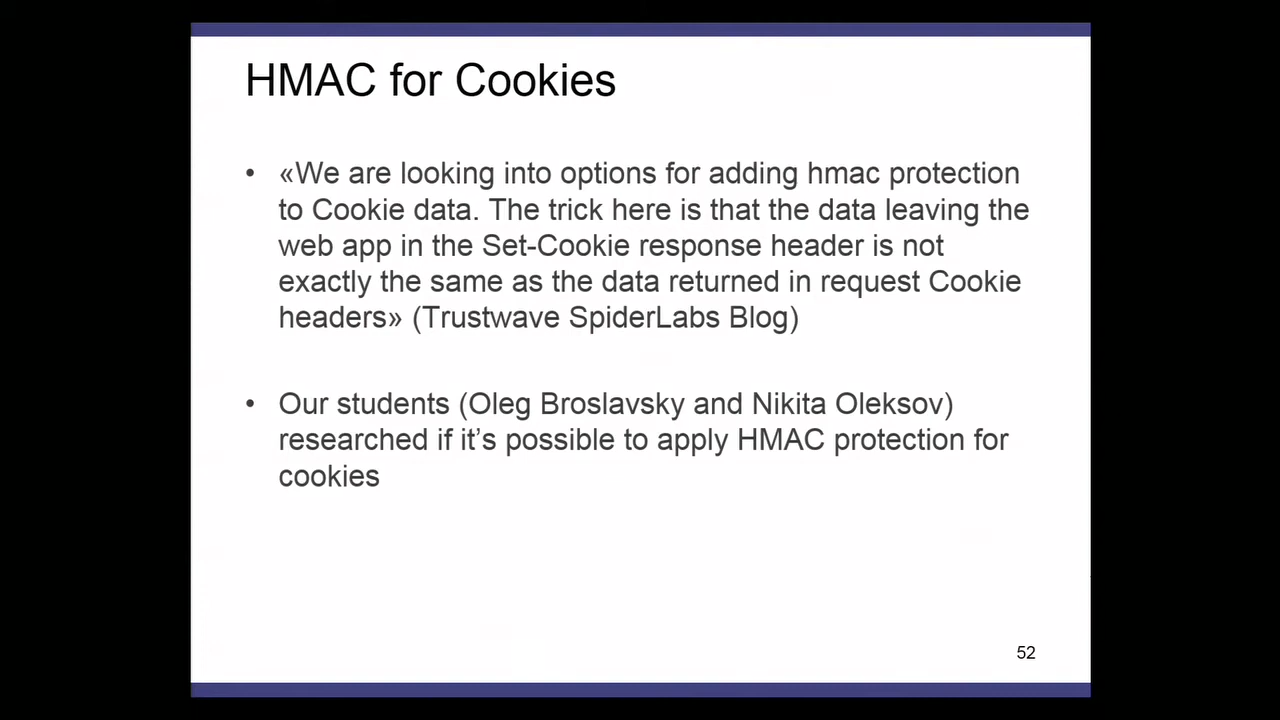 HMAC for Cookies
• «We are looking into options for adding hmac protection
to Cookie data. The trick here is that the data leaving the
web app in the Set-Cookie response header is not
exactly the same as the data returned in request Cookie
headers» (Trustwave SpiderLabs Blog)
• Our students (Oleg Broslavsky and Nikita Oleksov)
researched if it’s possible to apply HMAC protection for
cookies
52